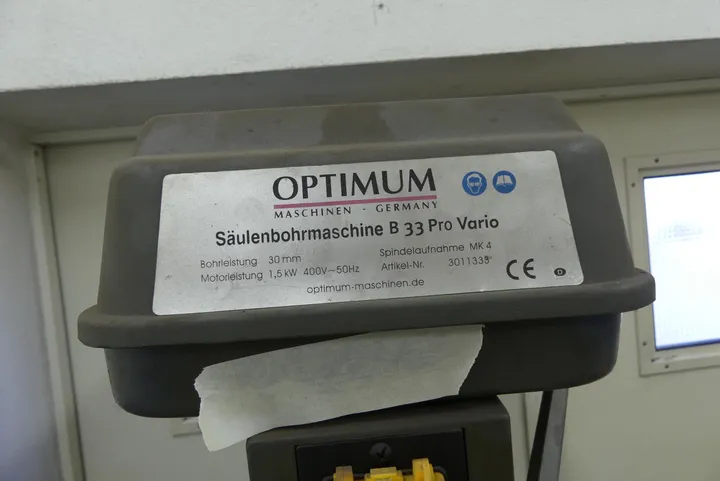 OPTIMUM
MASCHINEN - GERMANY
Säulenbohrmaschine B 33 Pro Vario
Bohrleistung 30 mm Spindelaufnahme MK 4
Motorleistung 1,5 kW 400V~50Hz Artikel-Nr. 3011333
optimum-maschinen.de
CE
D